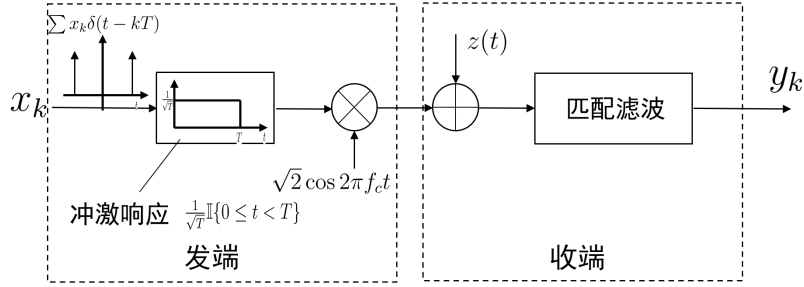 ∑ x_k δ(t − kT)
t
x_k
1/√T
T
t
√2 cos 2πf_c t
z(t)
匹配滤波
y_k
冲激响应 1/√T 𝕀{0 ≤ t < T}
发端
收端